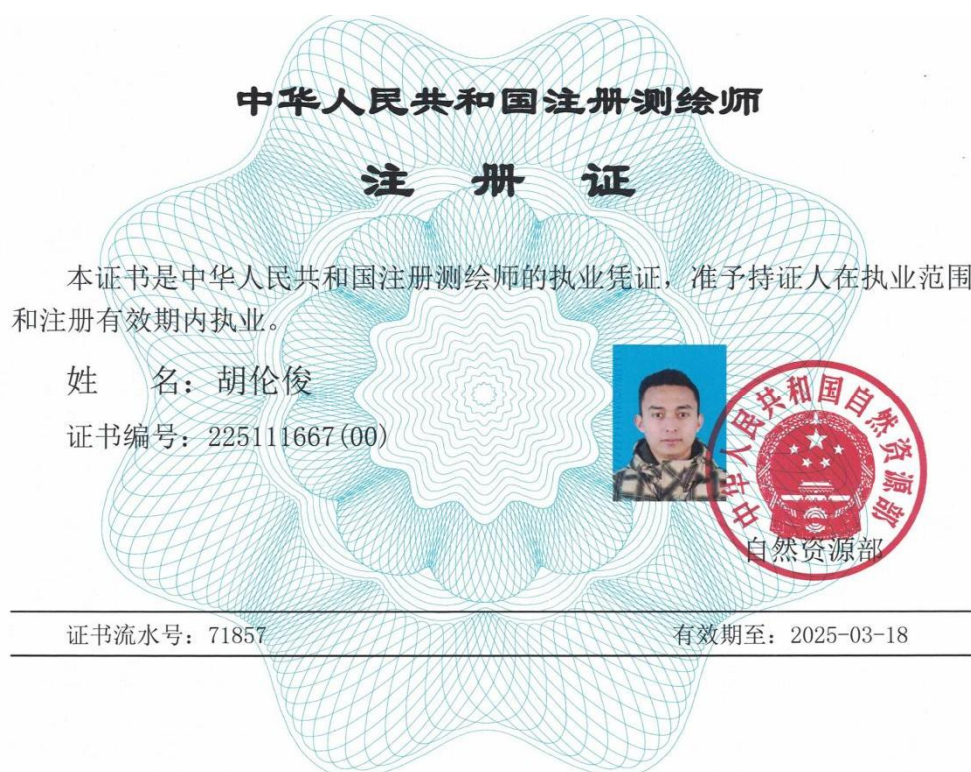 中华人民共和国注册测绘师
注 册 证
本证书是中华人民共和国注册测绘师的执业凭证，准予持证人在执业范围
和注册有效期内执业。
姓 名：胡伦俊
证书编号：225111667(00)
中华人民共和国自然资源部
自然资源部
证书流水号：71857 有效期至：2025-03-18